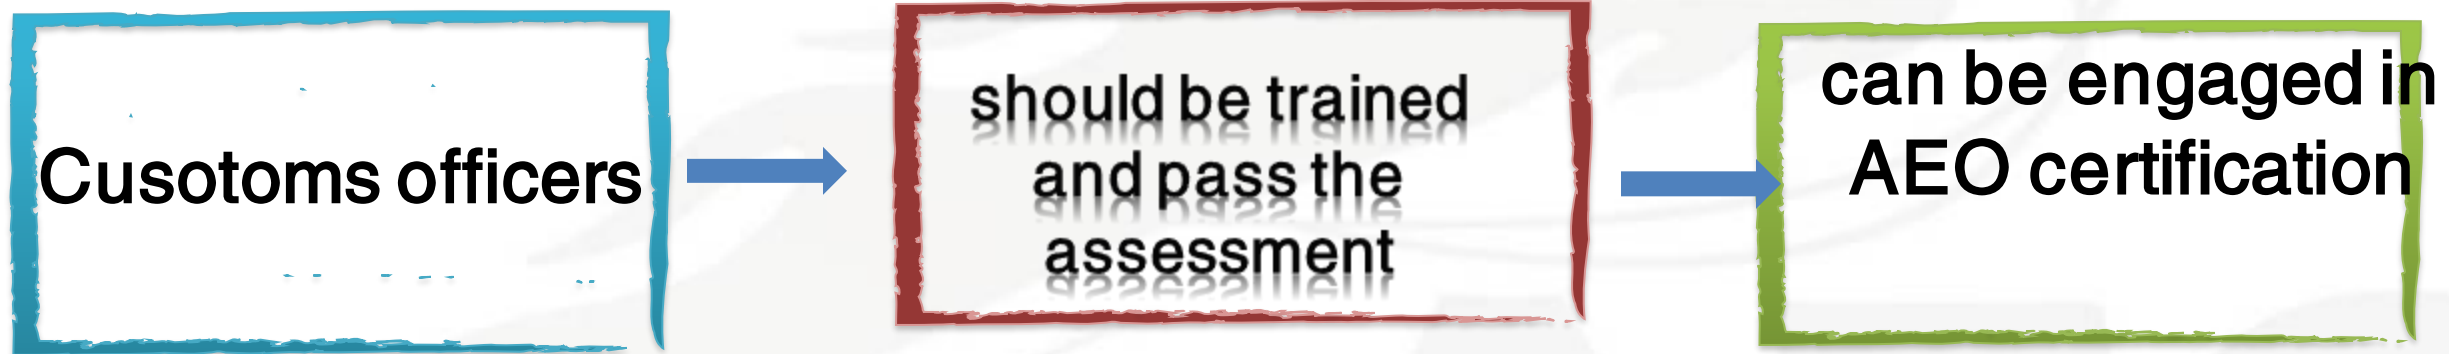 Cusotoms officers
should be trained
and pass the
assessment
can be engaged in
AEO certification